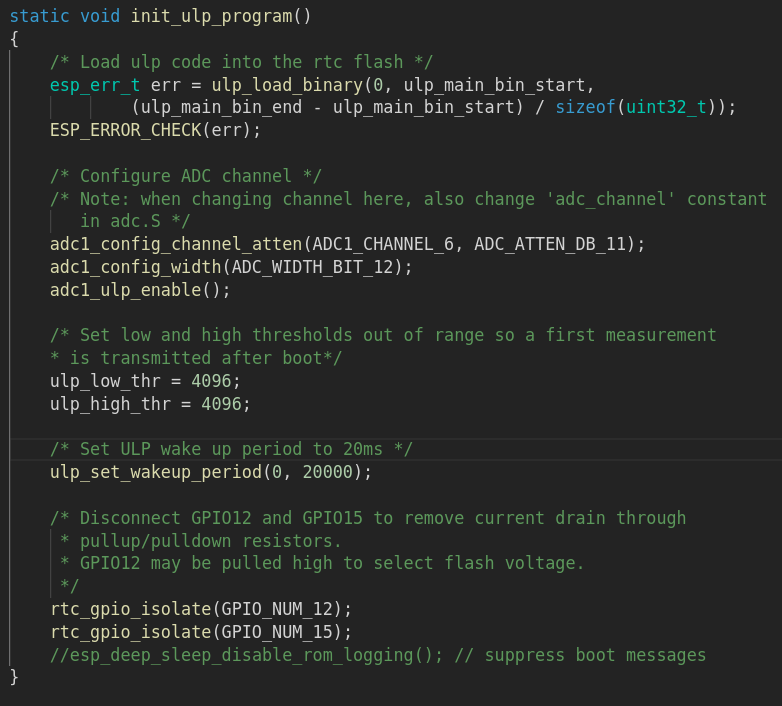 static void init_ulp_program()
{
    /* Load ulp code into the rtc flash */
    esp_err_t err = ulp_load_binary(0, ulp_main_bin_start,
            (ulp_main_bin_end - ulp_main_bin_start) / sizeof(uint32_t));
    ESP_ERROR_CHECK(err);

    /* Configure ADC channel */
    /* Note: when changing channel here, also change 'adc_channel' constant
       in adc.S */
    adc1_config_channel_atten(ADC1_CHANNEL_6, ADC_ATTEN_DB_11);
    adc1_config_width(ADC_WIDTH_BIT_12);
    adc1_ulp_enable();

    /* Set low and high thresholds out of range so a first measurement
    * is transmitted after boot*/
    ulp_low_thr = 4096;
    ulp_high_thr = 4096;

    /* Set ULP wake up period to 20ms */
    ulp_set_wakeup_period(0, 20000);

    /* Disconnect GPIO12 and GPIO15 to remove current drain through
     * pullup/pulldown resistors.
     * GPIO12 may be pulled high to select flash voltage.
     */
    rtc_gpio_isolate(GPIO_NUM_12);
    rtc_gpio_isolate(GPIO_NUM_15);
    //esp_deep_sleep_disable_rom_logging(); // suppress boot messages
}